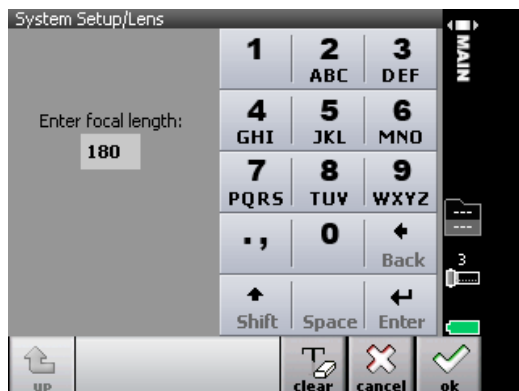 System Setup/Lens
MAIN
Enter focal length:
180
1 2 3
ABC DEF
4 5 6
GHI JKL MNO
7 8 9
PQRS TUV WXYZ
. , 0
Back
Shift Space Enter
---
---
3
UP clear cancel ok